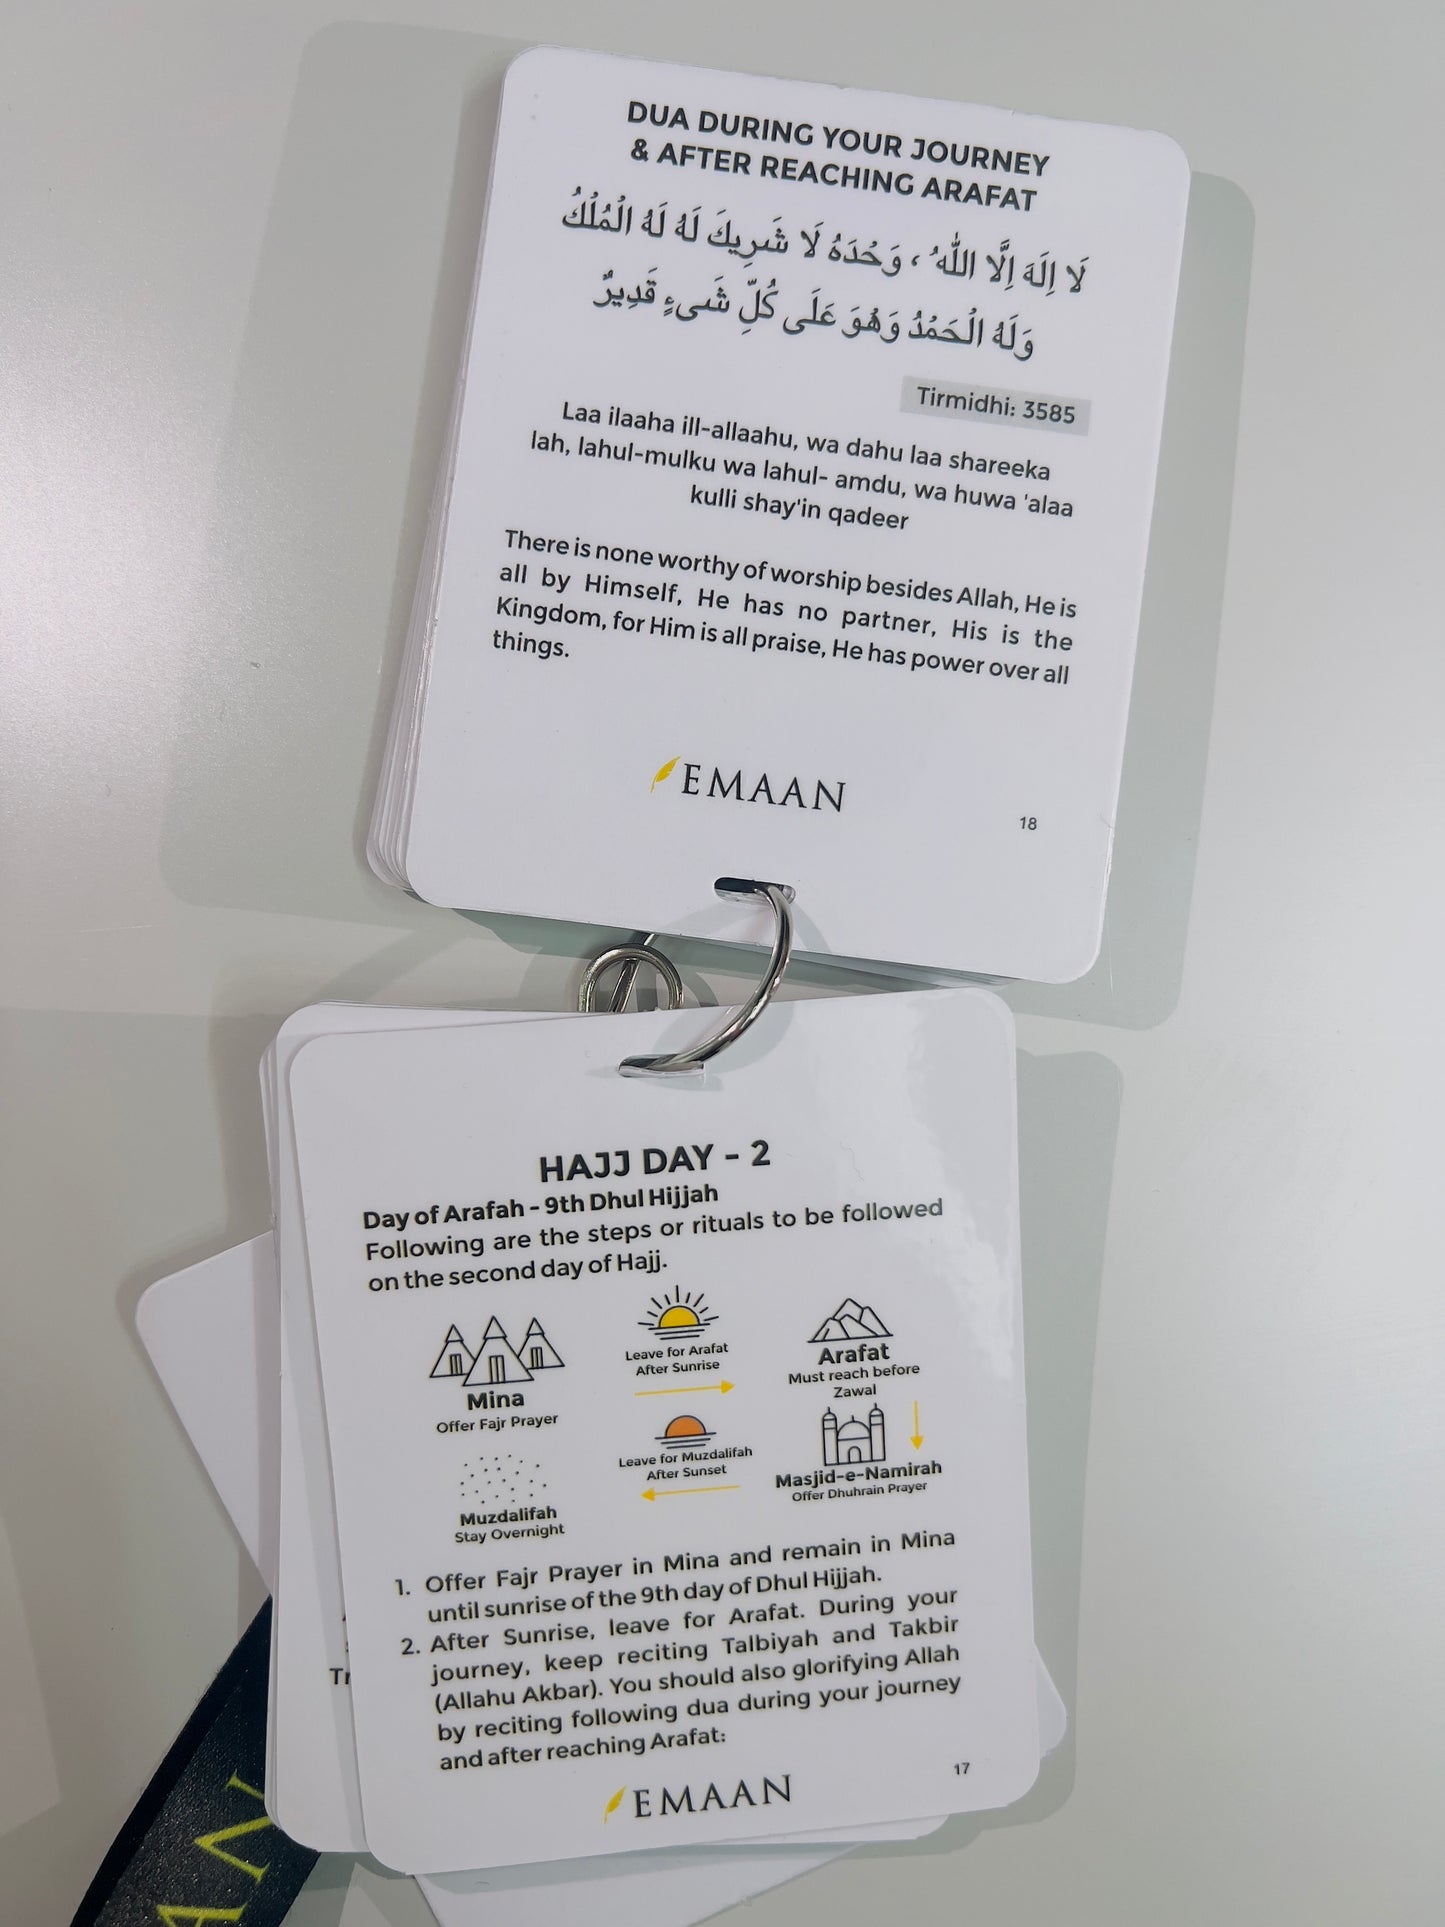 DUA DURING YOUR JOURNEY
& AFTER REACHING ARAFAT
لَا إِلَهَ إِلَّا اللّٰهُ ، وَحْدَهُ لَا شَرِيكَ لَهُ لَهُ الْمُلْكُ
وَلَهُ الْحَمْدُ وَهُوَ عَلَى كُلِّ شَىءٍ قَدِيرٌ
Tirmidhi: 3585
Laa ilaaha ill-allaahu, wa dahu laa shareeka
lah, lahul-mulku wa lahul- amdu, wa huwa 'alaa
kulli shay'in qadeer
There is none worthy of worship besides Allah, He is
all by Himself, He has no partner, His is the
Kingdom, for Him is all praise, He has power over all
things.
EMAAN
18
HAJJ DAY - 2
Day of Arafah - 9th Dhul Hijjah
Following are the steps or rituals to be followed
on the second day of Hajj.
Mina
Offer Fajr Prayer
Leave for Arafat
After Sunrise
Arafat
Must reach before
Zawal
Masjid-e-Namirah
Offer Dhuhrain Prayer
Leave for Muzdalifah
After Sunset
Muzdalifah
Stay Overnight
1. Offer Fajr Prayer in Mina and remain in Mina
until sunrise of the 9th day of Dhul Hijjah.
2. After Sunrise, leave for Arafat. During your
journey, keep reciting Talbiyah and Takbir
(Allahu Akbar). You should also glorifying Allah
by reciting following dua during your journey
and after reaching Arafat:
EMAAN
17